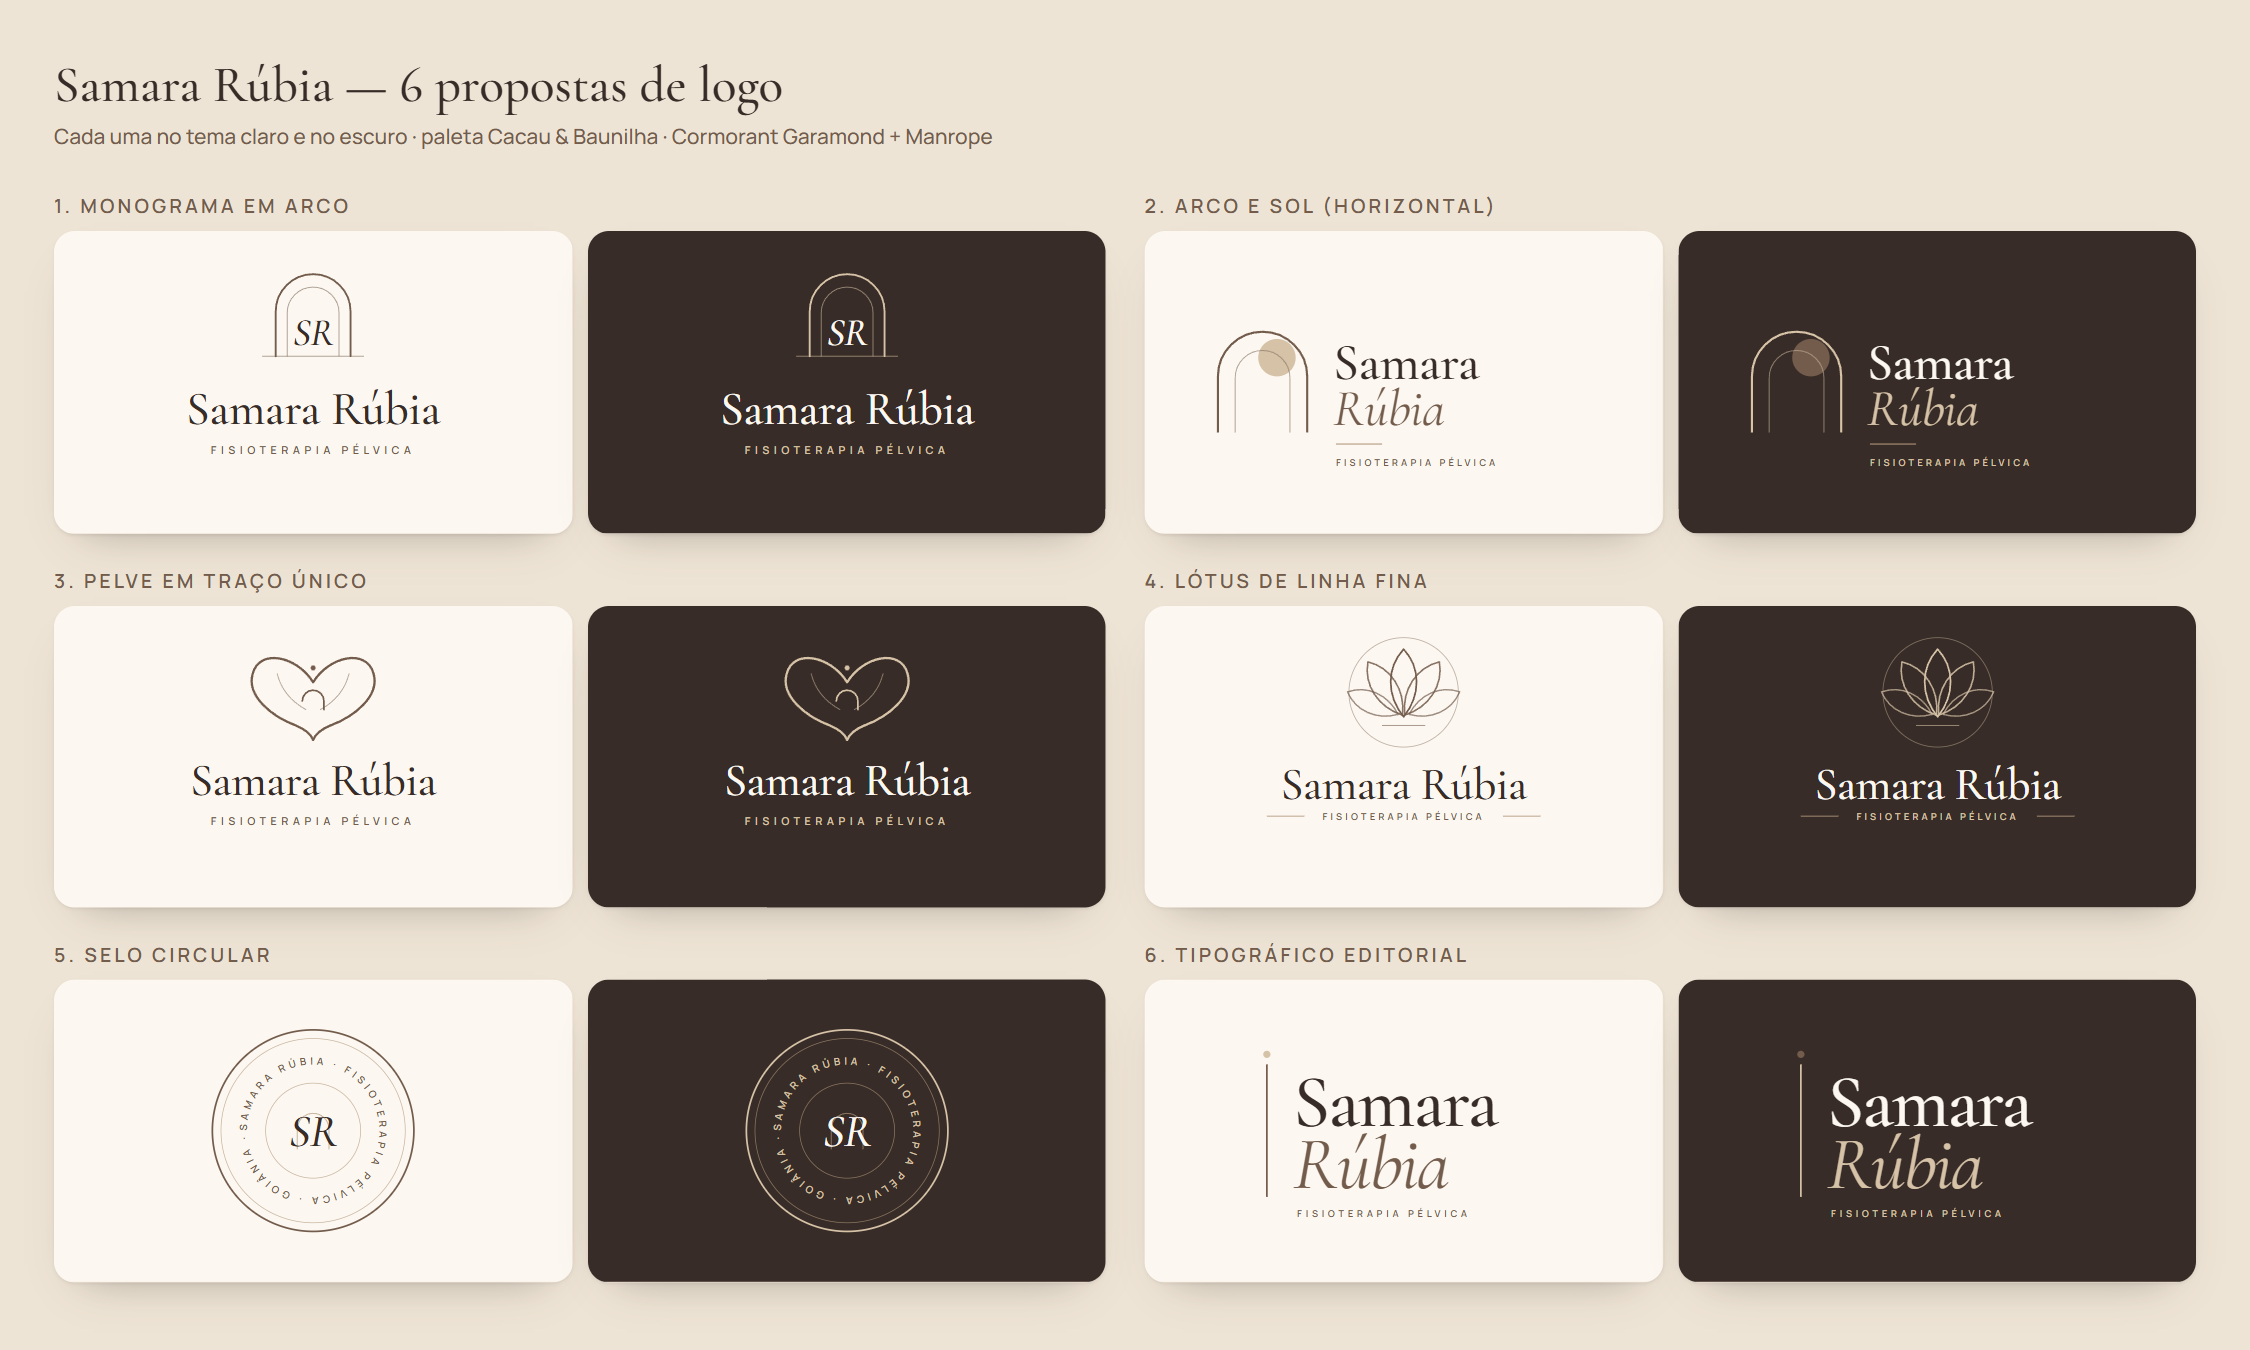 Samara Rúbia — 6 propostas de logo
Cada uma no tema claro e no escuro · paleta Cacau & Baunilha · Cormorant Garamond + Manrope
1. MONOGRAMA EM ARCO
SR
Samara Rúbia
FISIOTERAPIA PÉLVICA
SR
Samara Rúbia
FISIOTERAPIA PÉLVICA
2. ARCO E SOL (HORIZONTAL)
Samara
Rúbia
FISIOTERAPIA PÉLVICA
Samara
Rúbia
FISIOTERAPIA PÉLVICA
3. PELVE EM TRAÇO ÚNICO
Samara Rúbia
FISIOTERAPIA PÉLVICA
Samara Rúbia
FISIOTERAPIA PÉLVICA
4. LÓTUS DE LINHA FINA
Samara Rúbia
FISIOTERAPIA PÉLVICA
Samara Rúbia
FISIOTERAPIA PÉLVICA
5. SELO CIRCULAR
SAMARA RÚBIA · FISIOTERAPIA PÉLVICA · GOIÂNIA ·
SR
SAMARA RÚBIA · FISIOTERAPIA PÉLVICA · GOIÂNIA ·
SR
6. TIPOGRÁFICO EDITORIAL
Samara
Rúbia
FISIOTERAPIA PÉLVICA
Samara
Rúbia
FISIOTERAPIA PÉLVICA